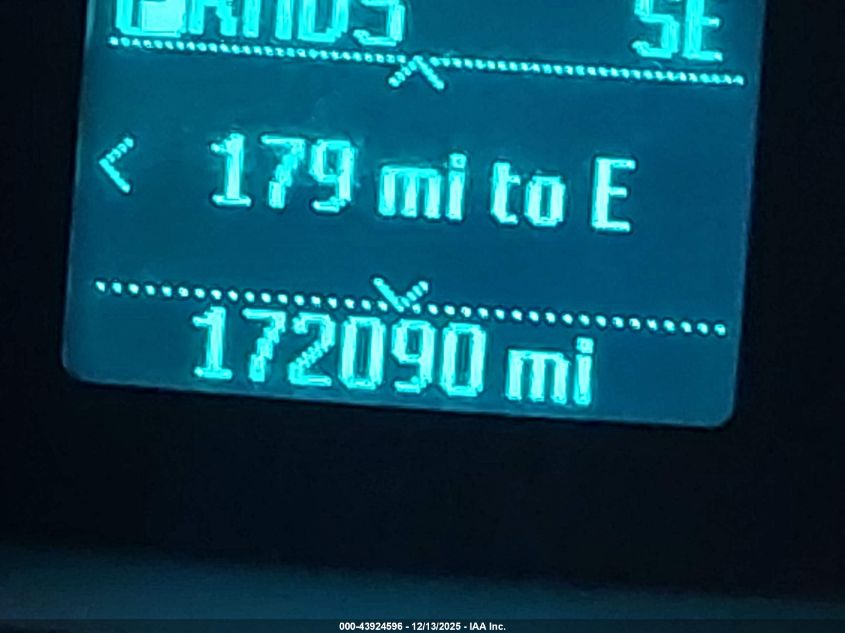 SE
179 mi to E
172090 mi
000-43924596 - 12/13/2025 - IAA Inc.